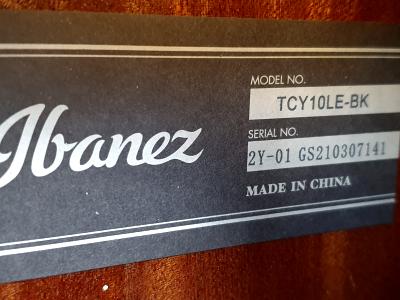 Ibanez
MODEL NO.
TCY10LE-BK
SERIAL NO.
2Y-01 GS210307141
MADE IN CHINA